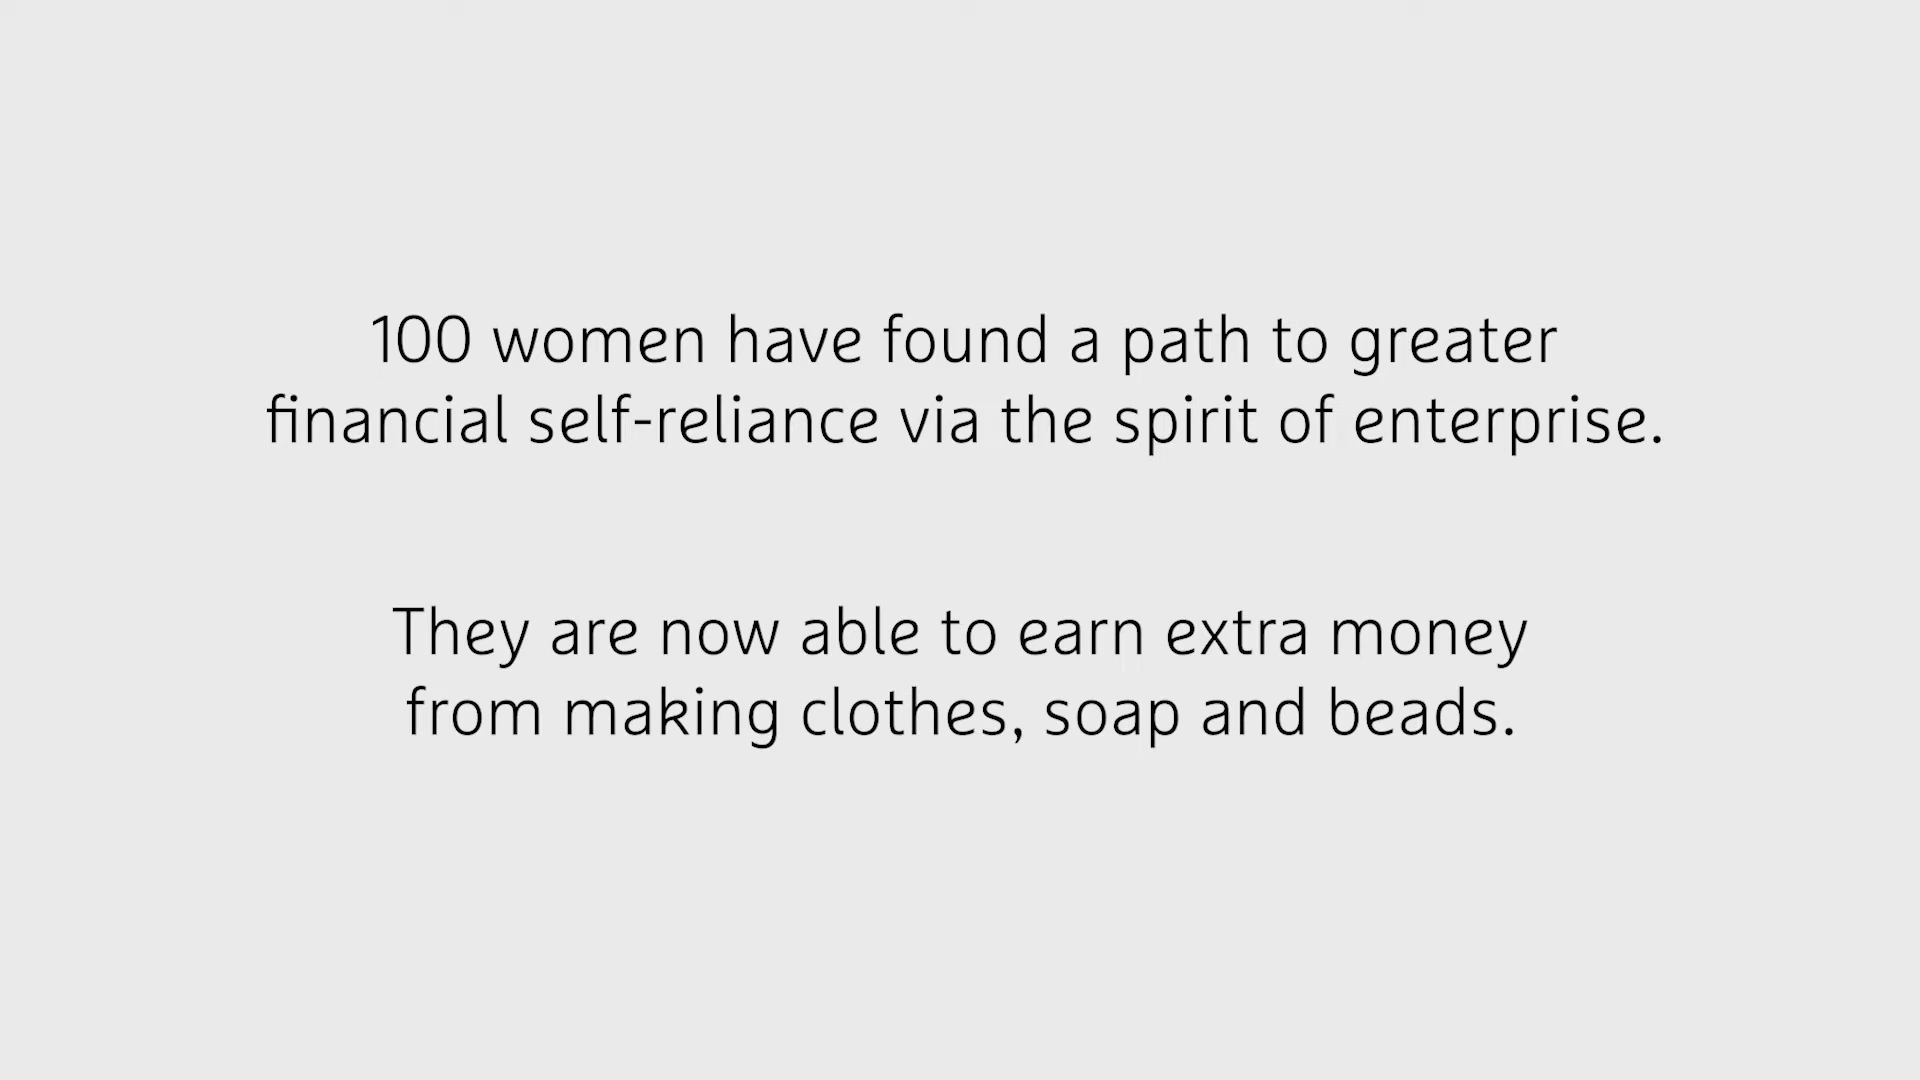 100 women have found a path to greater
financial self-reliance via the spirit of enterprise.
They are now able to earn extra money
from making clothes, soap and beads.